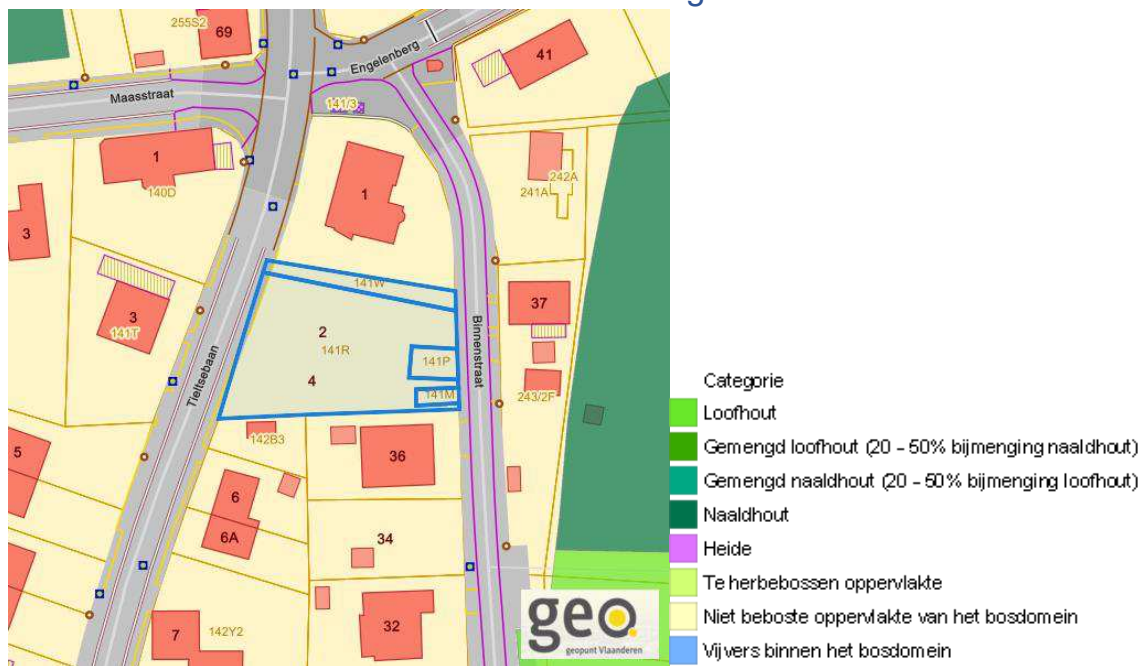 255S2
69
Engelenberg
41
Maasstraat
141/3
1
140D
1
242A
241A
3
141W
37
3
141T
2
141R
4
141P
141M
Binnenstraat
Tieltsebaan
243/2F
142B3
36
5
6
6A
34
7
142Y2
32
geo.
geopunt Vlaanderen
Categorie
Loofhout
Gemengd loofhout (20 - 50% bijmenging naaldhout)
Gemengd naaldhout (20 - 50% bijmenging loofhout)
Naaldhout
Heide
Te herbebossen oppervlakte
Niet beboste oppervlakte van het bosdomein
Vijvers binnen het bosdomein